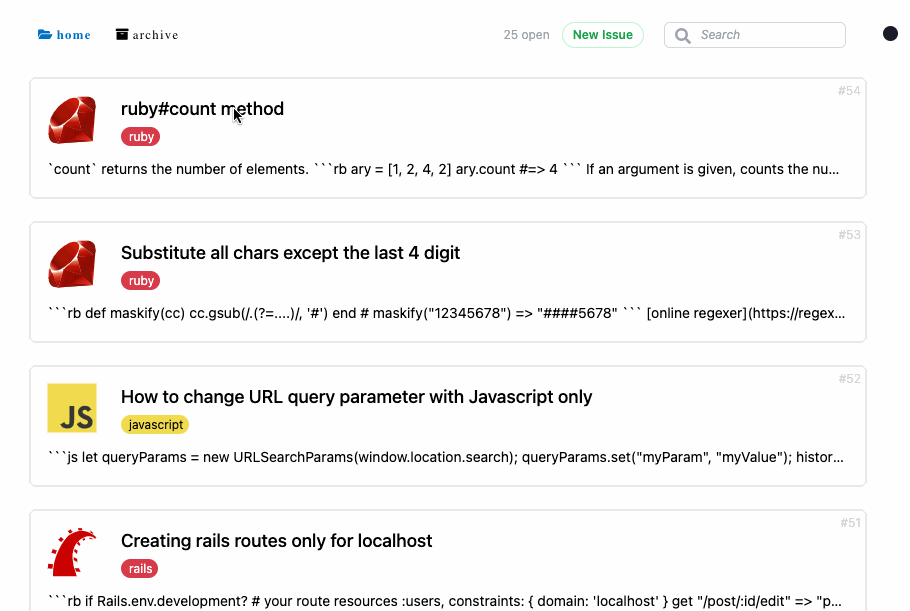 home archive 25 open New Issue Search
#54
ruby#count method
ruby
`count` returns the number of elements. ```rb ary = [1, 2, 4, 2] ary.count #=> 4 ``` If an argument is given, counts the nu...
#53
Substitute all chars except the last 4 digit
ruby
```rb def maskify(cc) cc.gsub(/.(?=....)/, '#') end # maskify("12345678") => "####5678" ``` [online regexer](https://regex...
#52
JS
How to change URL query parameter with Javascript only
javascript
```js let queryParams = new URLSearchParams(window.location.search); queryParams.set("myParam", "myValue"); histor...
#51
Creating rails routes only for localhost
rails
```rb if Rails.env.development? # your route resources :users, constraints: { domain: 'localhost' } get "/post/:id/edit" => "p...